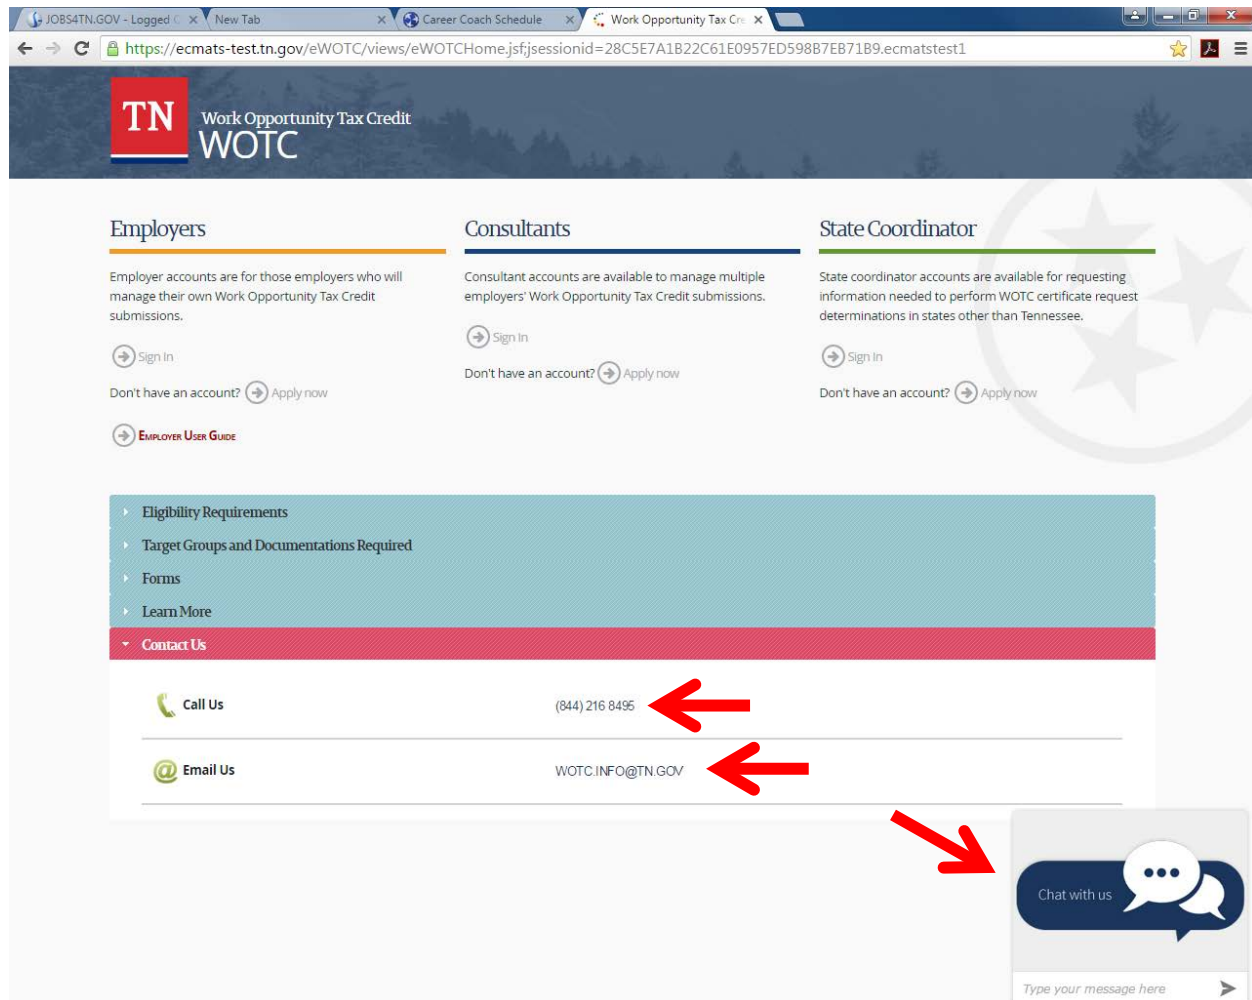 JOBS4TN.GOV - Logged
New Tab
Career Coach Schedule
Work Opportunity Tax Cre
https://ecmats-test.tn.gov/eWOTC/views/eWOTCHome.jsf;jsessionid=28C5E7A1B22C61E0957ED598B7EB71B9.ecmatstest1
TN
Work Opportunity Tax Credit
WOTC
Employers
Employer accounts are for those employers who will
manage their own Work Opportunity Tax Credit
submissions.
Sign In
Don't have an account? Apply now
EMPLOYER USER GUIDE
Consultants
Consultant accounts are available to manage multiple
employers' Work Opportunity Tax Credit submissions.
Sign In
Don't have an account? Apply now
State Coordinator
State coordinator accounts are available for requesting
information needed to perform WOTC certificate request
determinations in states other than Tennessee.
Sign In
Don't have an account? Apply now
Eligibility Requirements
Target Groups and Documentations Required
Forms
Learn More
Contact Us
Call Us (844) 216 8495
Email Us WOTC.INFO@TN.GOV
Chat with us
Type your message here